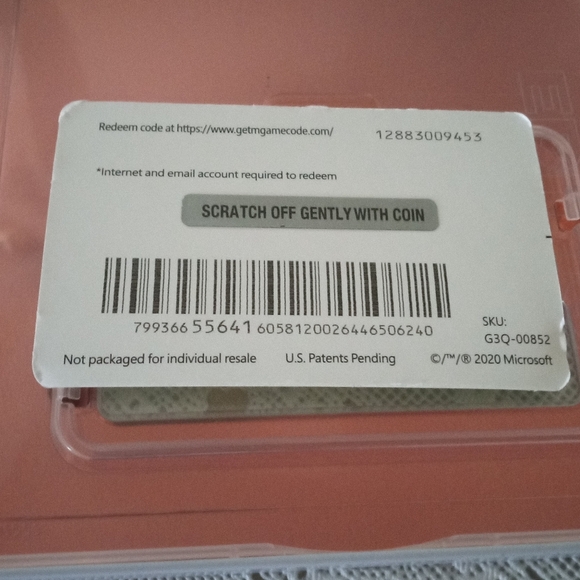 Redeem code at https://www.getmgamecode.com/ 12883009453
*Internet and email account required to redeem
SCRATCH OFF GENTLY WITH COIN
799366 55641 6058120026446506240
SKU:
G3Q-00852
Not packaged for individual resale U.S. Patents Pending ©/™/® 2020 Microsoft